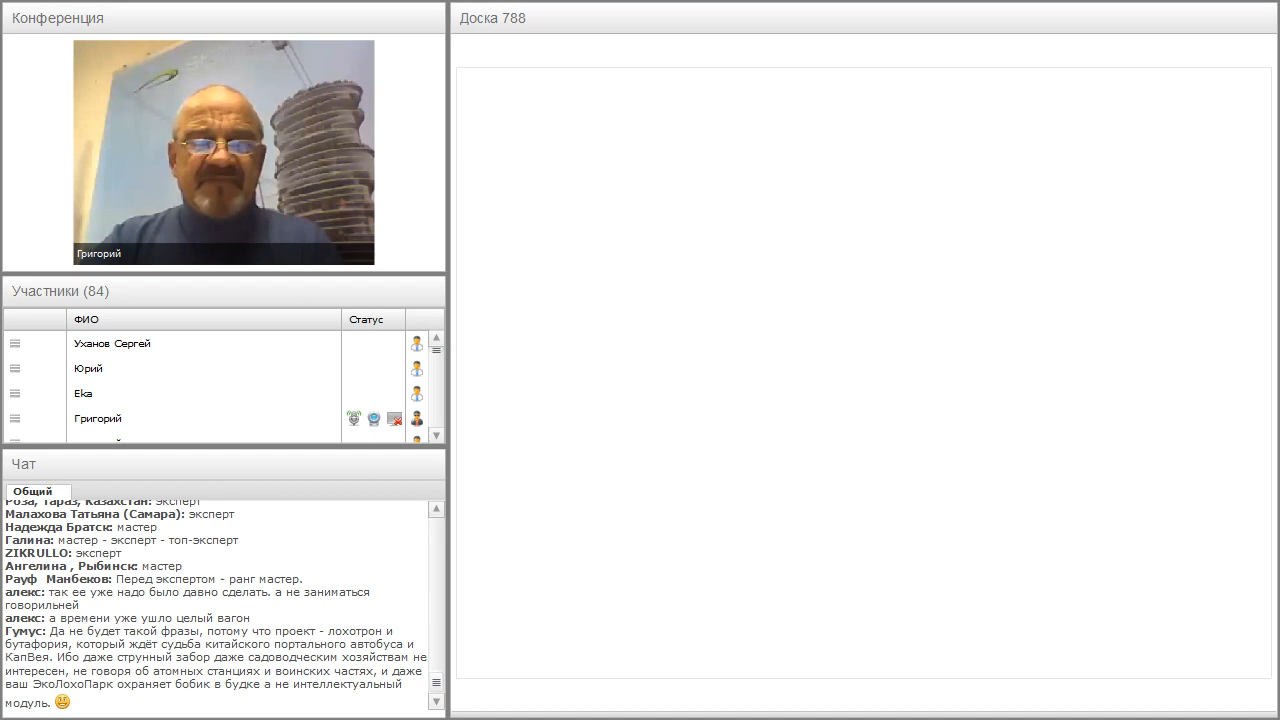 Конференция
Григорий
Участники (84)
ФИО
Статус
Уханов Сергей
Юрий
Eka
Григорий
Чат
Общий
Роза, Тараз, Казахстан: эксперт
Малахова Татьяна (Самара): эксперт
Надежда Братск: мастер
Галина: мастер - эксперт - топ-эксперт
ZIKRULLO: эксперт
Ангелина , Рыбинск: мастер
Рауф Манбеков: Перед экспертом - ранг мастер.
алекс: так ее уже надо было давно сделать. а не заниматься
говорильней
алекс: а времени уже ушло целый вагон
Гумус: Да не будет такой фразы, потому что проект - лохотрон и
бутафория, который ждёт судьба китайского портального автобуса и
КапВея. Ибо даже струнный забор даже садоводческим хозяйствам не
интересен, не говоря об атомных станциях и воинских частях, и даже
ваш ЭкоЛохоПарк охраняет бобик в будке а не интеллектуальный
модуль.
Доска 788